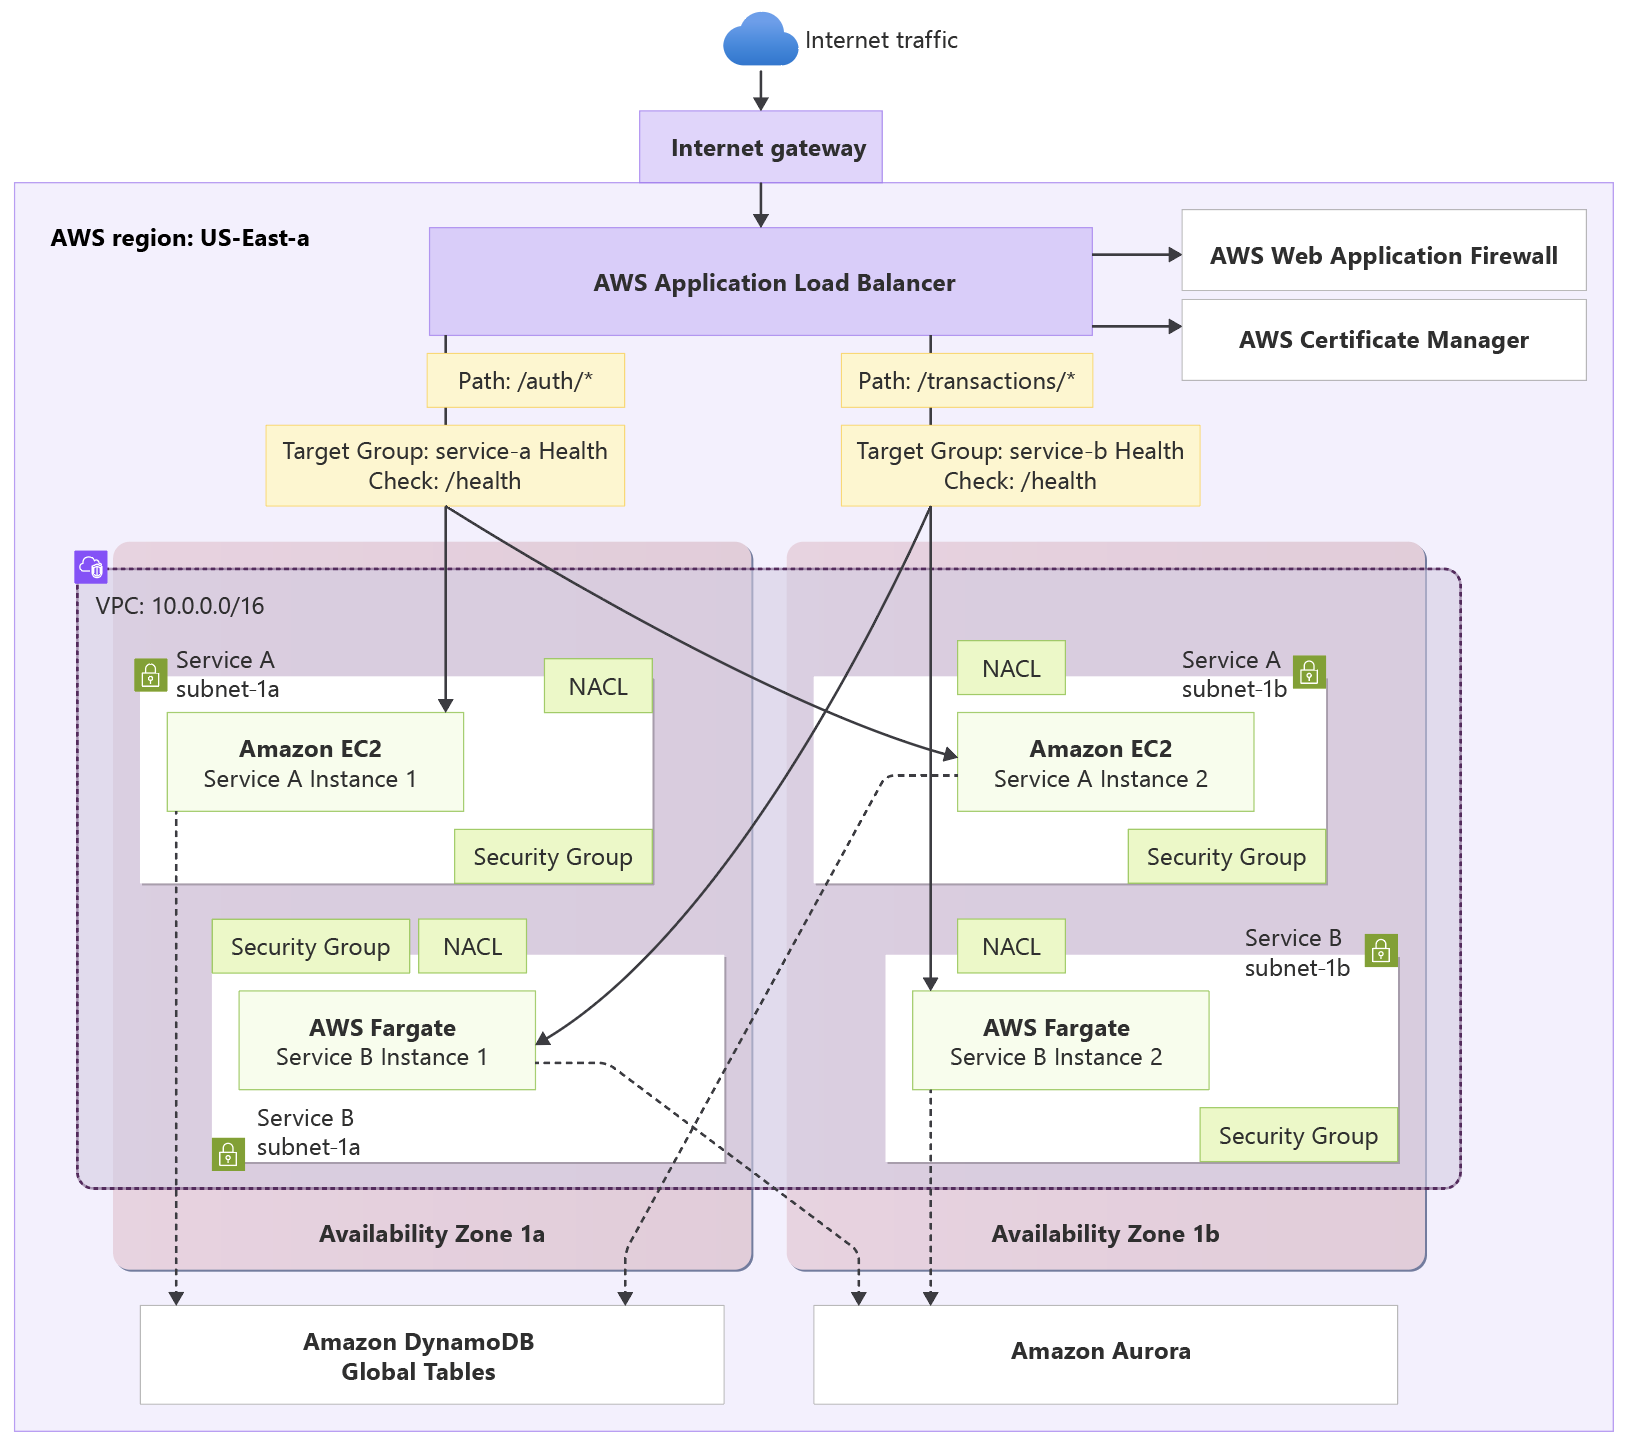 Internet traffic
Internet gateway
AWS region: US-East-a
AWS Application Load Balancer
AWS Web Application Firewall
AWS Certificate Manager
Path: /auth/*
Path: /transactions/*
Target Group: service-a Health
Check: /health
Target Group: service-b Health
Check: /health
VPC: 10.0.0.0/16
Service A
subnet-1a
NACL
Amazon EC2
Service A Instance 1
Security Group
NACL
Service A
subnet-1b
Amazon EC2
Service A Instance 2
Security Group
Security Group
NACL
AWS Fargate
Service B Instance 1
Service B
subnet-1a
NACL
Service B
subnet-1b
AWS Fargate
Service B Instance 2
Security Group
Availability Zone 1a
Availability Zone 1b
Amazon DynamoDB
Global Tables
Amazon Aurora